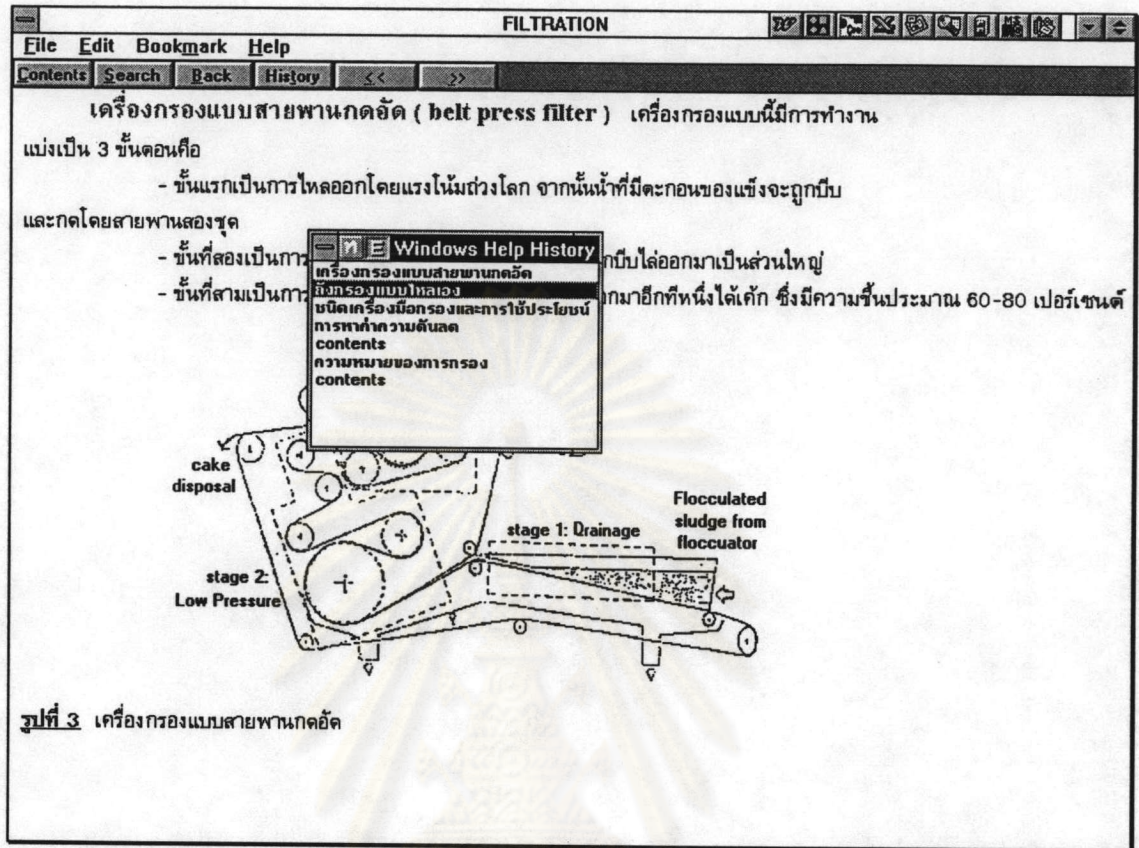 FILTRATION
File Edit Bookmark Help
Contents Search Back History << >>
เครื่องกรองแบบสายพานกดอัด ( belt press filter ) เครื่องกรองแบบนี้มีการทำงาน
แบ่งเป็น 3 ขั้นตอนคือ
- ขั้นแรกเป็นการไหลออกโดยแรงโน้มถ่วงโลก จากนั้นน้ำที่มีตะกอนของแข็งจะถูกบีบ
และกดโดยสายพานสองชุด
- ขั้นที่สองเป็นการ กบีบไล่ออกมาเป็นส่วนใหญ่
- ขั้นที่สามเป็นการ กมาอีกทีหนึ่งได้เค้ก ซึ่งมีความชื้นประมาณ 60-80 เปอร์เซนต์
ท E Windows Help History
เครื่องกรองแบบสายพานกดอัด
ถังกรองแบบไหลเอง
ชนิดเครื่องมือกรองและการใช้ประโยชน์
การหาค่าความดันลด
contents
ความหมายของการกรอง
contents
cake
disposal
stage 1: Drainage
Flocculated
sludge from
floccuator
stage 2:
Low Pressure
รูปที่ 3 เครื่องกรองแบบสายพานกดอัด